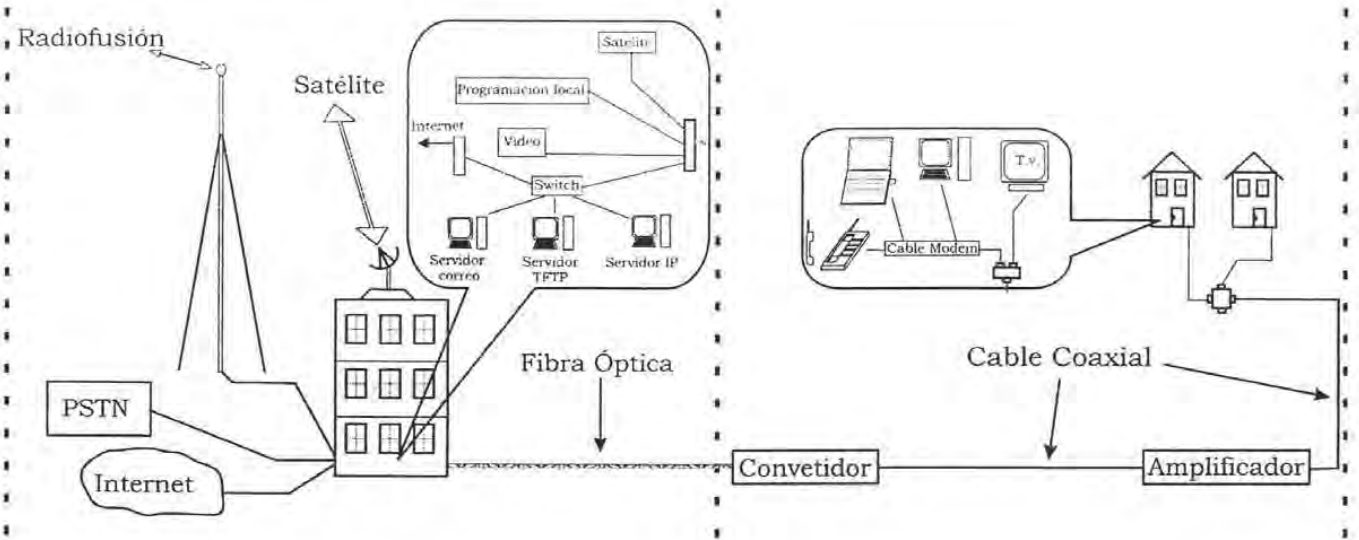 Radiofusión
Satélite
Satelite
Programacion local
Internet
Video
Switch
Servidor
correo
Servidor
TFTP
Servidor IP
T.v.
Cable Modem
Fibra Óptica
Cable Coaxial
PSTN
Internet
Convetidor
Amplificador